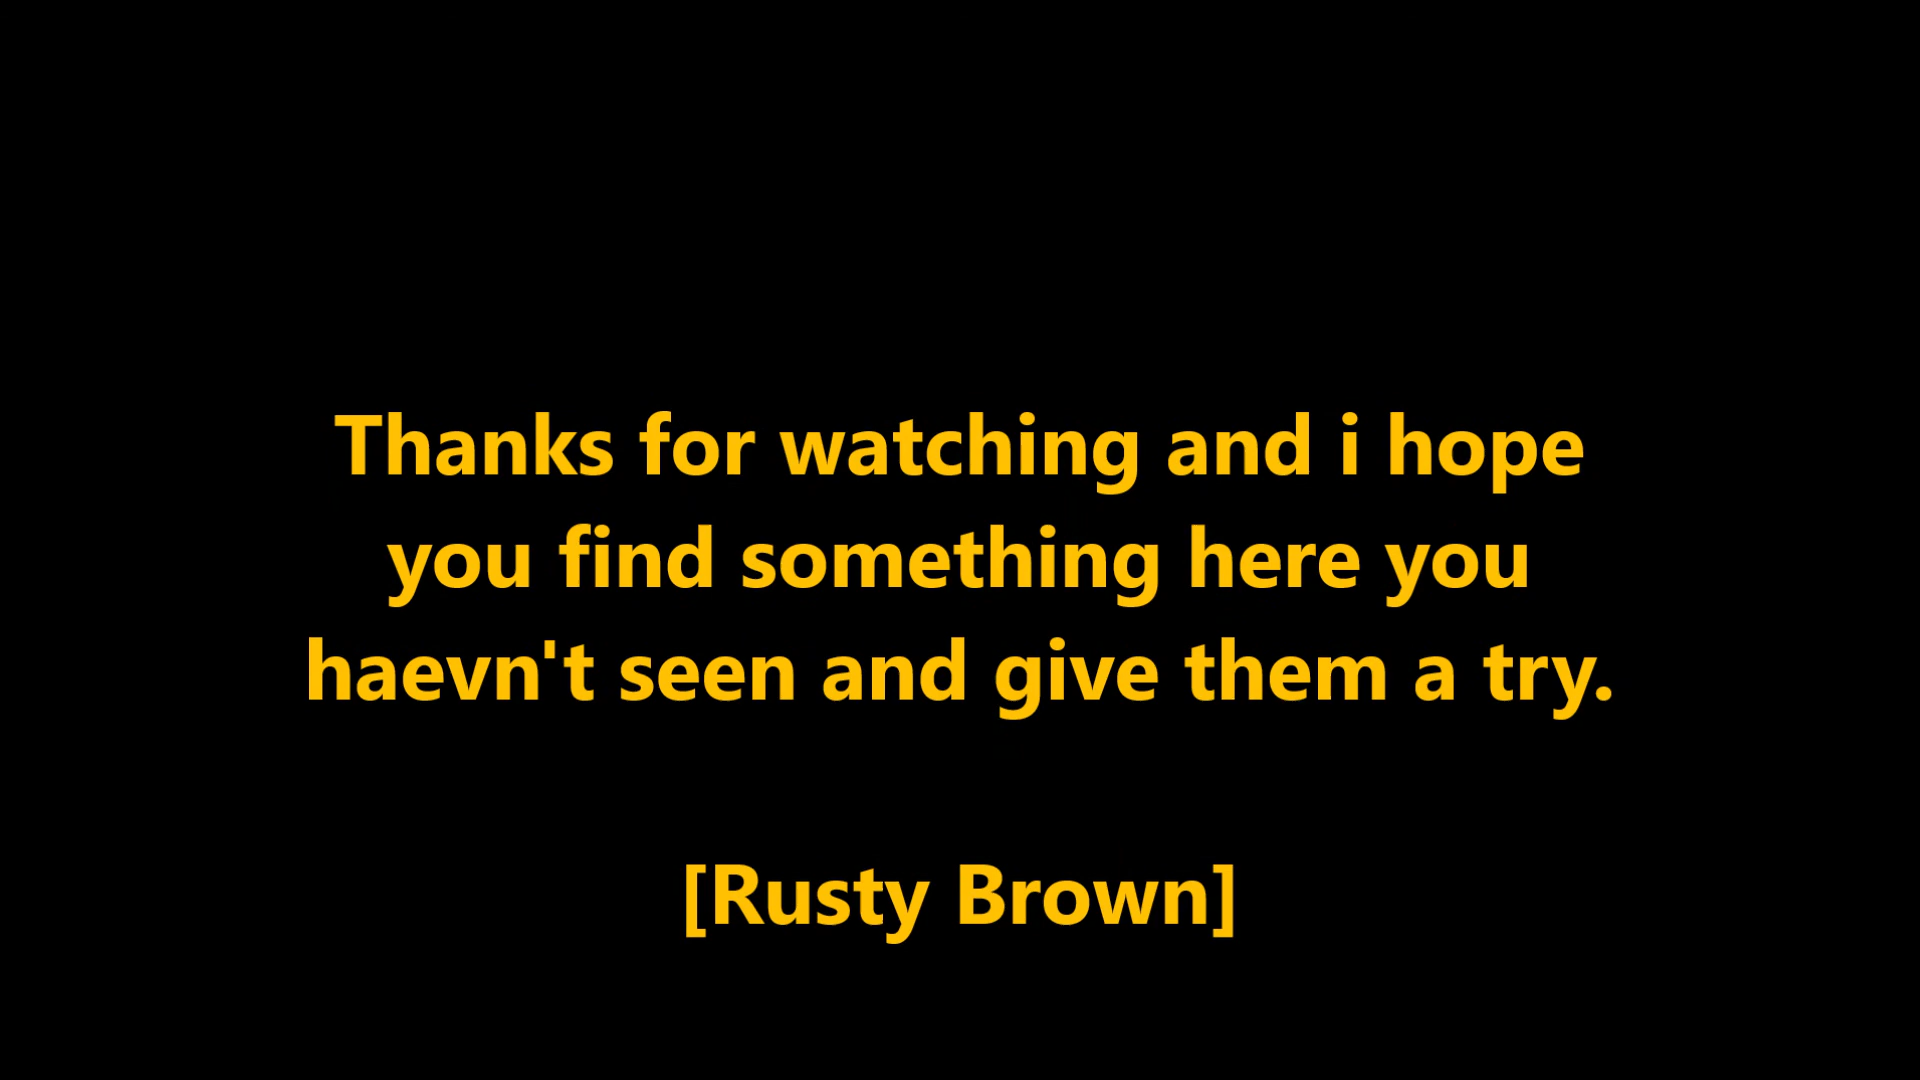 Thanks for watching and i hope
you find something here you
haevn't seen and give them a try.
[Rusty Brown]